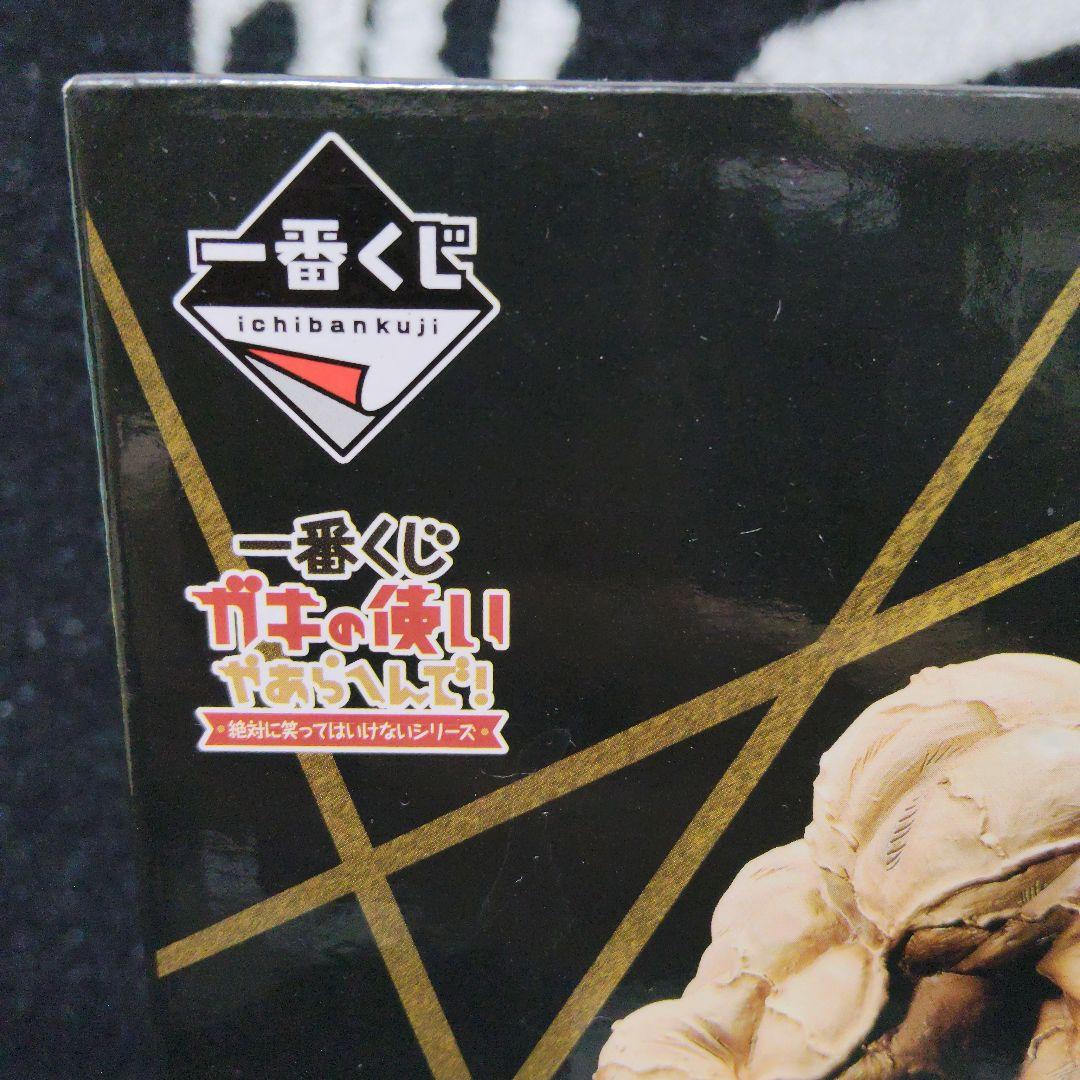 一番くじ
ichibankuji
一番くじ
ガキの使い
やあらへんで!
絶対に笑ってはいけないシリーズ